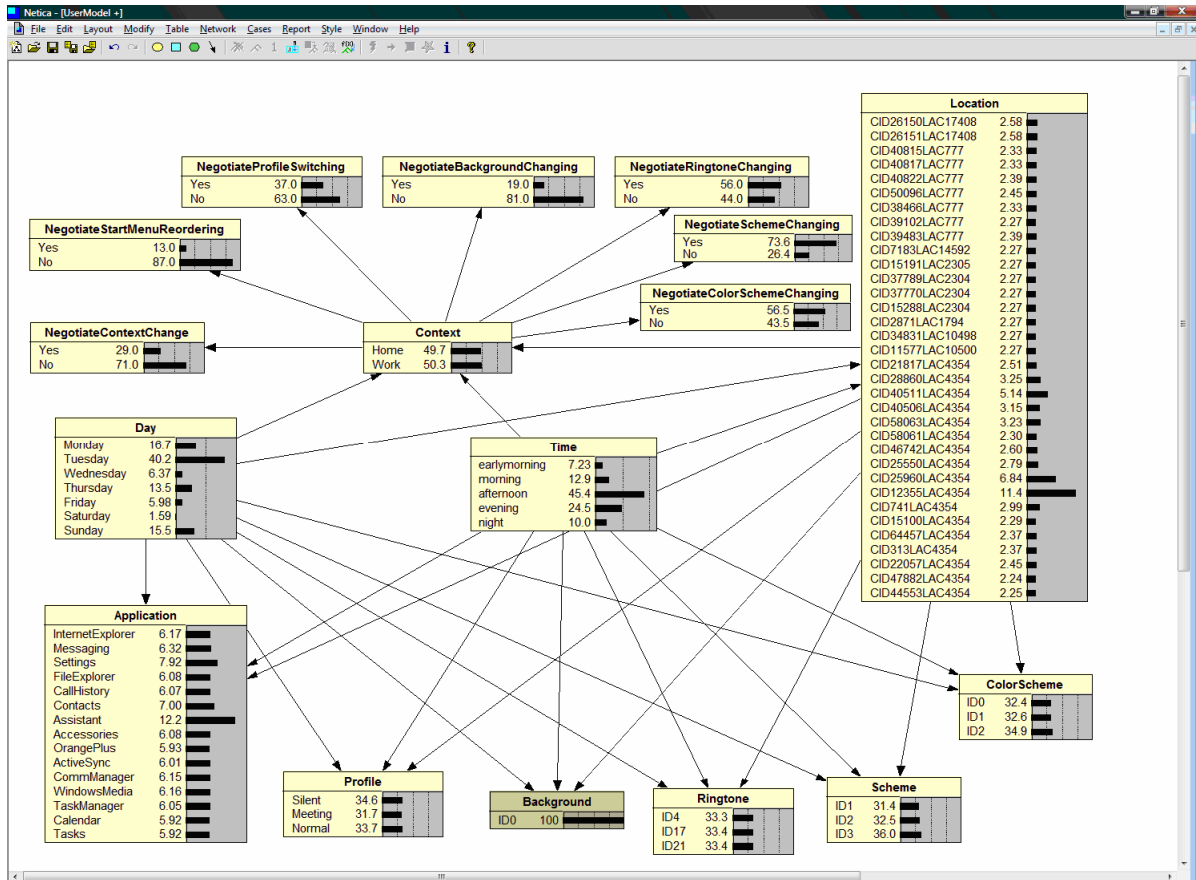 Netica - [UserModel +]
File Edit Layout Modify Table Network Cases Report Style Window Help
Location
CID26150LAC17408 2.58
CID26151LAC17408 2.58
CID40815LAC777 2.33
CID40817LAC777 2.33
CID40822LAC777 2.39
CID50096LAC777 2.45
CID38466LAC777 2.33
CID39102LAC777 2.27
CID39483LAC777 2.39
CID7183LAC14592 2.27
CID15191LAC2305 2.27
CID37789LAC2304 2.27
CID37770LAC2304 2.27
CID15288LAC2304 2.27
CID2871LAC1794 2.27
CID34831LAC10498 2.27
CID11577LAC10500 2.27
CID21817LAC4354 2.51
CID28860LAC4354 3.25
CID40511LAC4354 5.14
CID40506LAC4354 3.15
CID58063LAC4354 3.23
CID58061LAC4354 2.30
CID46742LAC4354 2.60
CID25550LAC4354 2.79
CID25960LAC4354 6.84
CID12355LAC4354 11.4
CID741LAC4354 2.99
CID15100LAC4354 2.29
CID64457LAC4354 2.37
CID313LAC4354 2.37
CID22057LAC4354 2.45
CID47882LAC4354 2.24
CID44553LAC4354 2.25
NegotiateProfileSwitching
Yes 37.0
No 63.0
NegotiateBackgroundChanging
Yes 19.0
No 81.0
NegotiateRingtoneChanging
Yes 56.0
No 44.0
NegotiateStartMenuReordering
Yes 13.0
No 87.0
NegotiateSchemeChanging
Yes 73.6
No 26.4
NegotiateColorSchemeChanging
Yes 56.5
No 43.5
NegotiateContextChange
Yes 29.0
No 71.0
Context
Home 49.7
Work 50.3
Day
Monday 16.7
Tuesday 40.2
Wednesday 6.37
Thursday 13.5
Friday 5.98
Saturday 1.59
Sunday 15.5
Time
earlymorning 7.23
morning 12.9
afternoon 45.4
evening 24.5
night 10.0
Application
InternetExplorer 6.17
Messaging 6.32
Settings 7.92
FileExplorer 6.08
CallHistory 6.07
Contacts 7.00
Assistant 12.2
Accessories 6.08
OrangePlus 5.93
ActiveSync 6.01
CommManager 6.15
WindowsMedia 6.16
TaskManager 6.05
Calendar 5.92
Tasks 5.92
ColorScheme
ID0 32.4
ID1 32.6
ID2 34.9
Profile
Silent 34.6
Meeting 31.7
Normal 33.7
Background
ID0 100
Ringtone
ID4 33.3
ID17 33.4
ID21 33.4
Scheme
ID1 31.4
ID2 32.5
ID3 36.0